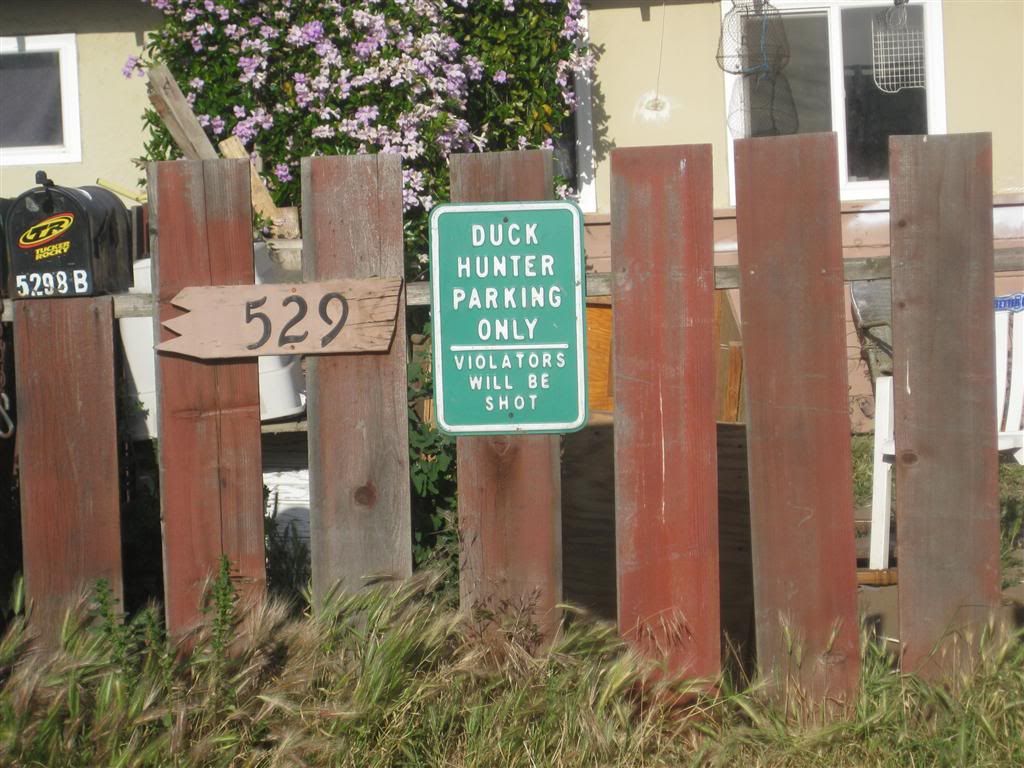 TR
TUCKER
ROCKY
5298 B
529
DUCK
HUNTER
PARKING
ONLY
VIOLATORS
WILL BE
SHOT